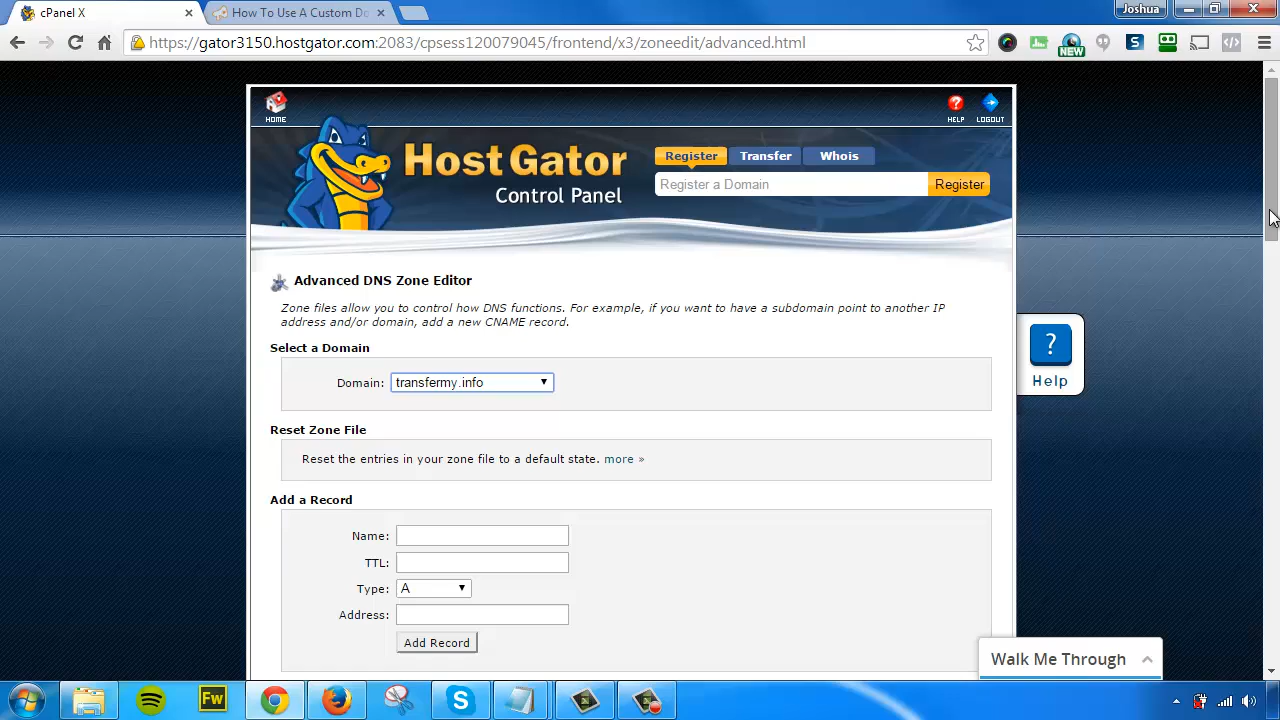 cPanel X
How To Use A Custom Do
Joshua
https://gator3150.hostgator.com:2083/cpsess120079045/frontend/x3/zoneedit/advanced.html
NEW
HOME
HELP
LOGOUT
HostGator
Control Panel
Register
Transfer
Whois
Register a Domain
Register
Advanced DNS Zone Editor
Zone files allow you to control how DNS functions. For example, if you want to have a subdomain point to another IP
address and/or domain, add a new CNAME record.
Select a Domain
Domain: transfermy.info
?
Help
Reset Zone File
Reset the entries in your zone file to a default state. more »
Add a Record
Name:
TTL:
Type: A
Address:
Add Record
Walk Me Through
Fw